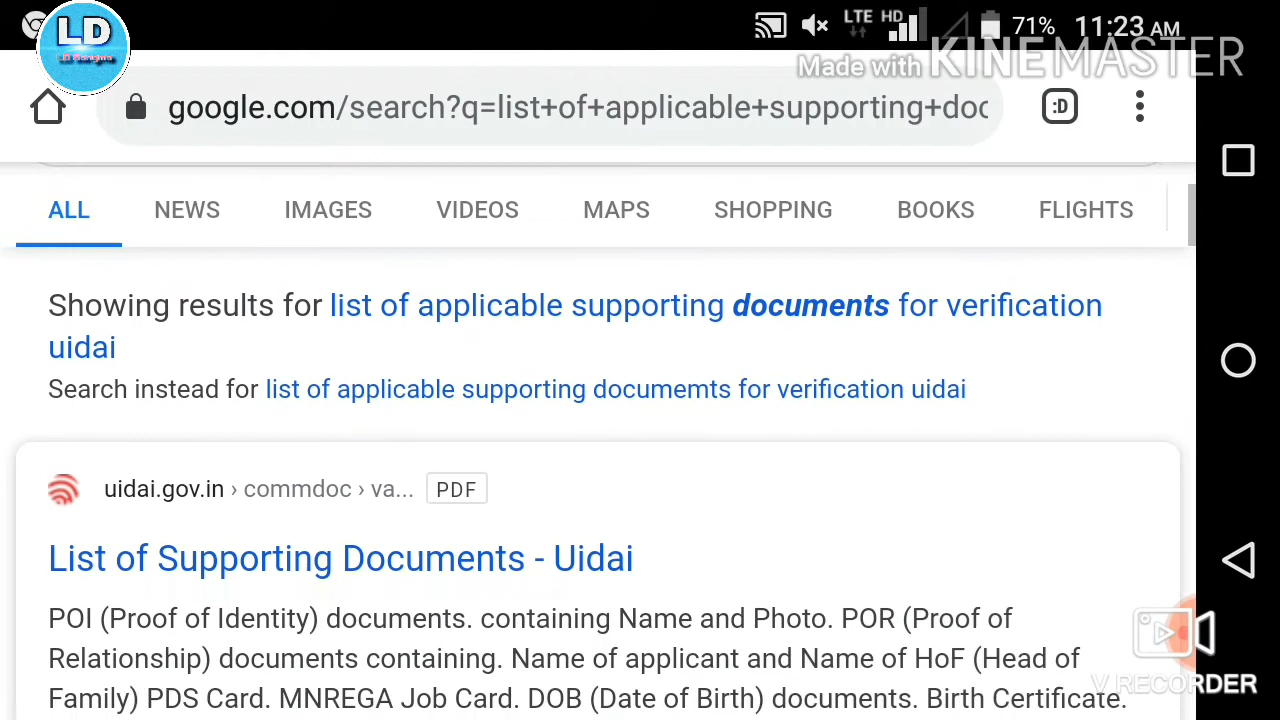 LD
LTE HD 71% 11:23 AM
Made with KINEMASTER
google.com/search?q=list+of+applicable+supporting+doc
:D
ALL NEWS IMAGES VIDEOS MAPS SHOPPING BOOKS FLIGHTS
Showing results for list of applicable supporting documents for verification
uidai
Search instead for list of applicable supporting documemts for verification uidai
uidai.gov.in › commdoc › va... PDF
List of Supporting Documents - Uidai
POI (Proof of Identity) documents. containing Name and Photo. POR (Proof of
Relationship) documents containing. Name of applicant and Name of HoF (Head of
Family) PDS Card. MNREGA Job Card. DOB (Date of Birth) documents. Birth Certificate.
V RECORDER